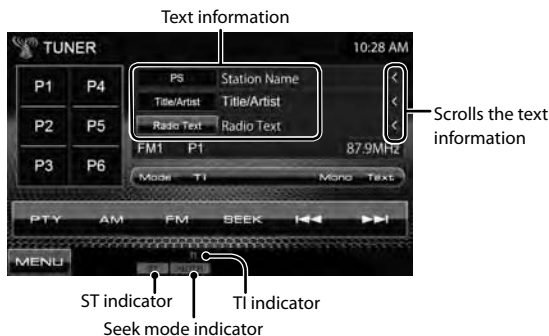 Text information
TUNER 10:28 AM
P1 P4
P2 P5
P3 P6
PS Station Name <
Title/Artist Title/Artist <
Radio Text Radio Text <
FM1 P1 87.9MHz
Mode TI Mono Text
Scrolls the text
information
PTY AM FM SEEK
MENU
TI
ST indicator
TI indicator
Seek mode indicator